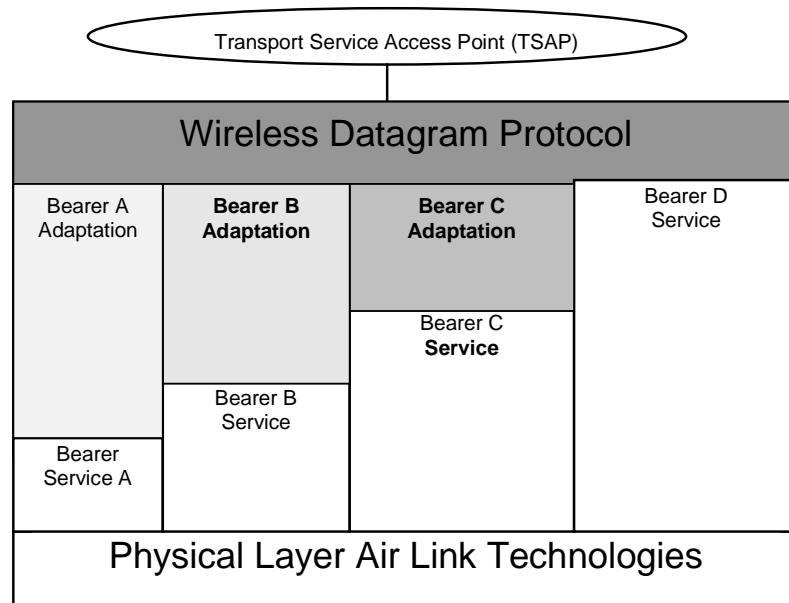 Transport Service Access Point (TSAP)
Wireless Datagram Protocol
Bearer A
Adaptation
Bearer B
Adaptation
Bearer C
Adaptation
Bearer D
Service
Bearer C
Service
Bearer B
Service
Bearer
Service A
Physical Layer Air Link Technologies